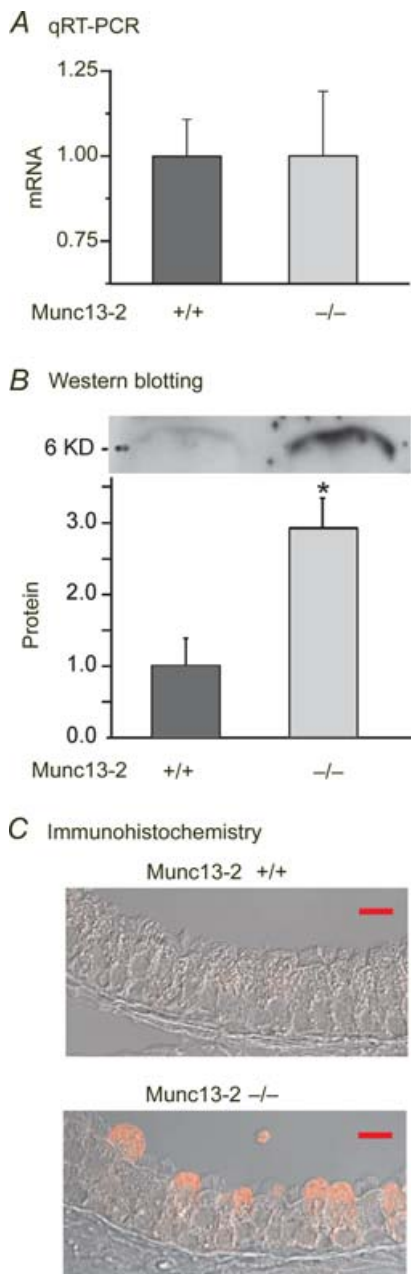 A qRT-PCR
1.25
1.00
0.75
mRNA
Munc13-2 +/+ –/–
B Western blotting
6 KD -
*
3.0
2.0
1.0
0.0
Protein
Munc13-2 +/+ –/–
C Immunohistochemistry
Munc13-2 +/+
Munc13-2 –/–